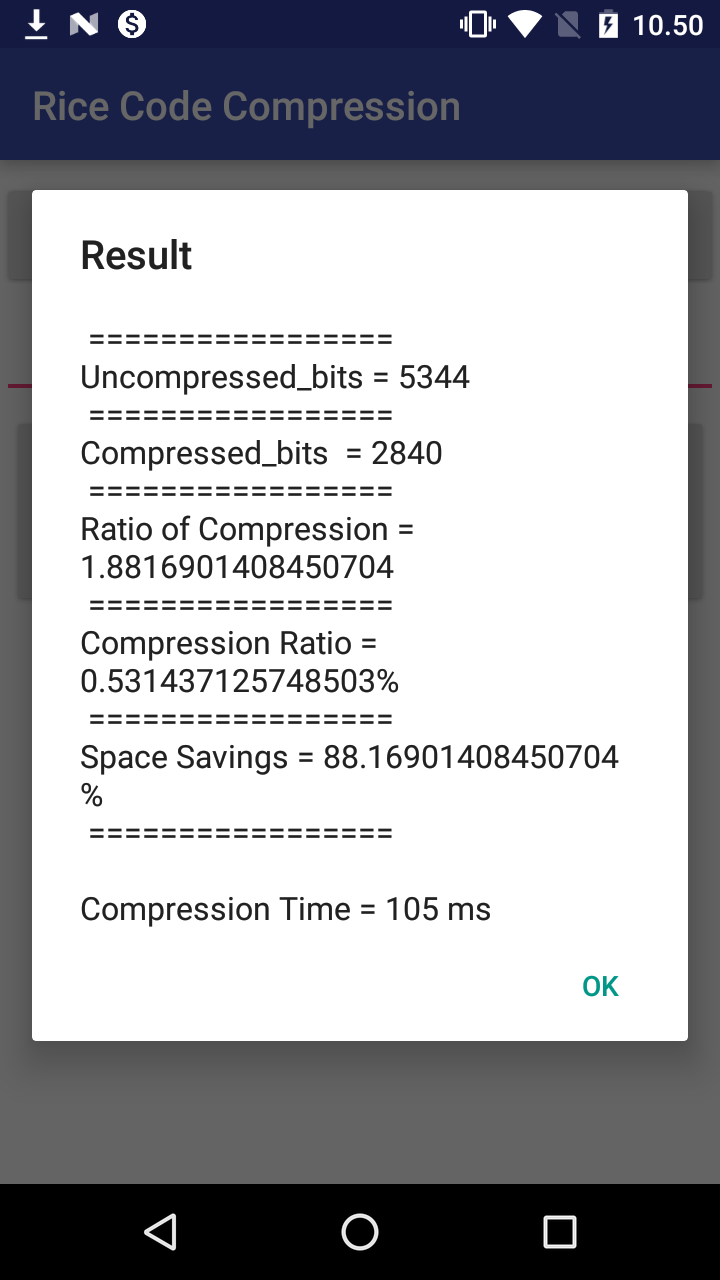 10.50
Rice Code Compression
Result
=================
Uncompressed_bits = 5344
=================
Compressed_bits  = 2840
=================
Ratio of Compression =
1.8816901408450704
=================
Compression Ratio =
0.531437125748503%
=================
Space Savings = 88.16901408450704
%
=================
Compression Time = 105 ms
OK